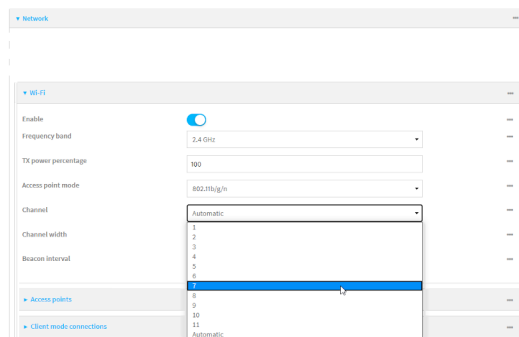 Network
Wi-Fi
Enable
Frequency band
2.4 GHz
TX power percentage
100
Access point mode
802.11b/g/n
Channel
Automatic
1
Channel width
2
3
4
Beacon interval
5
6
7
8
Access points
9
10
11
Client mode connections
Automatic